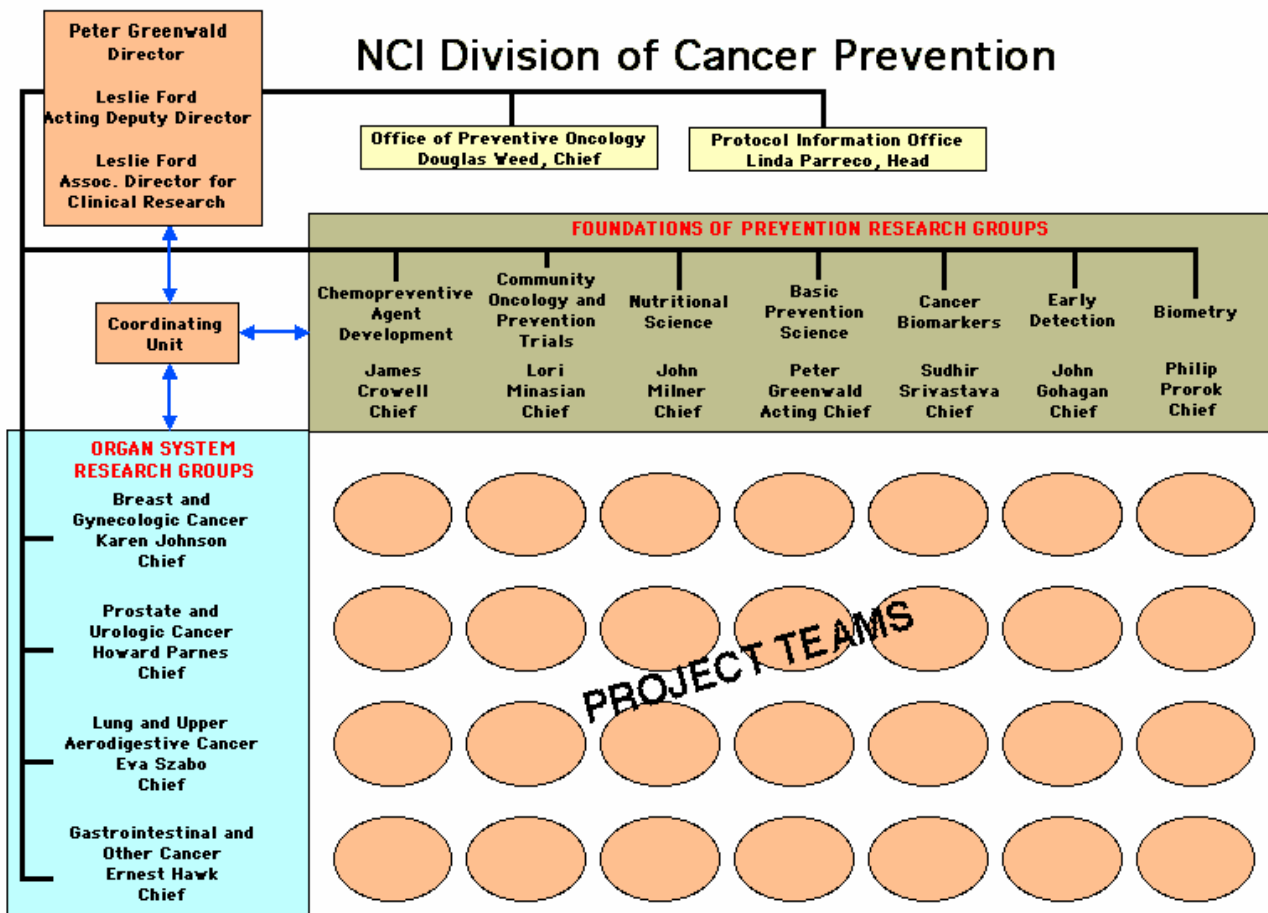 Peter Greenwald
Director
Leslie Ford
Acting Deputy Director
Leslie Ford
Assoc. Director for
Clinical Research
NCI Division of Cancer Prevention
Office of Preventive Oncology
Douglas Weed, Chief
Protocol Information Office
Linda Parreco, Head
Coordinating
Unit
FOUNDATIONS OF PREVENTION RESEARCH GROUPS
Chemopreventive
Agent
Development
James
Crowell
Chief
Community
Oncology and
Prevention
Trials
Lori
Minasian
Chief
Nutritional
Science
John
Milner
Chief
Basic
Prevention
Science
Peter
Greenwald
Acting Chief
Cancer
Biomarkers
Sudhir
Srivastava
Chief
Early
Detection
John
Gohagan
Chief
Biometry
Philip
Prorok
Chief
ORGAN SYSTEM
RESEARCH GROUPS
Breast and
Gynecologic Cancer
Karen Johnson
Chief
Prostate and
Urologic Cancer
Howard Parnes
Chief
Lung and Upper
Aerodigestive Cancer
Eva Szabo
Chief
Gastrointestinal and
Other Cancer
Ernest Hawk
Chief
PROJECT TEAMS